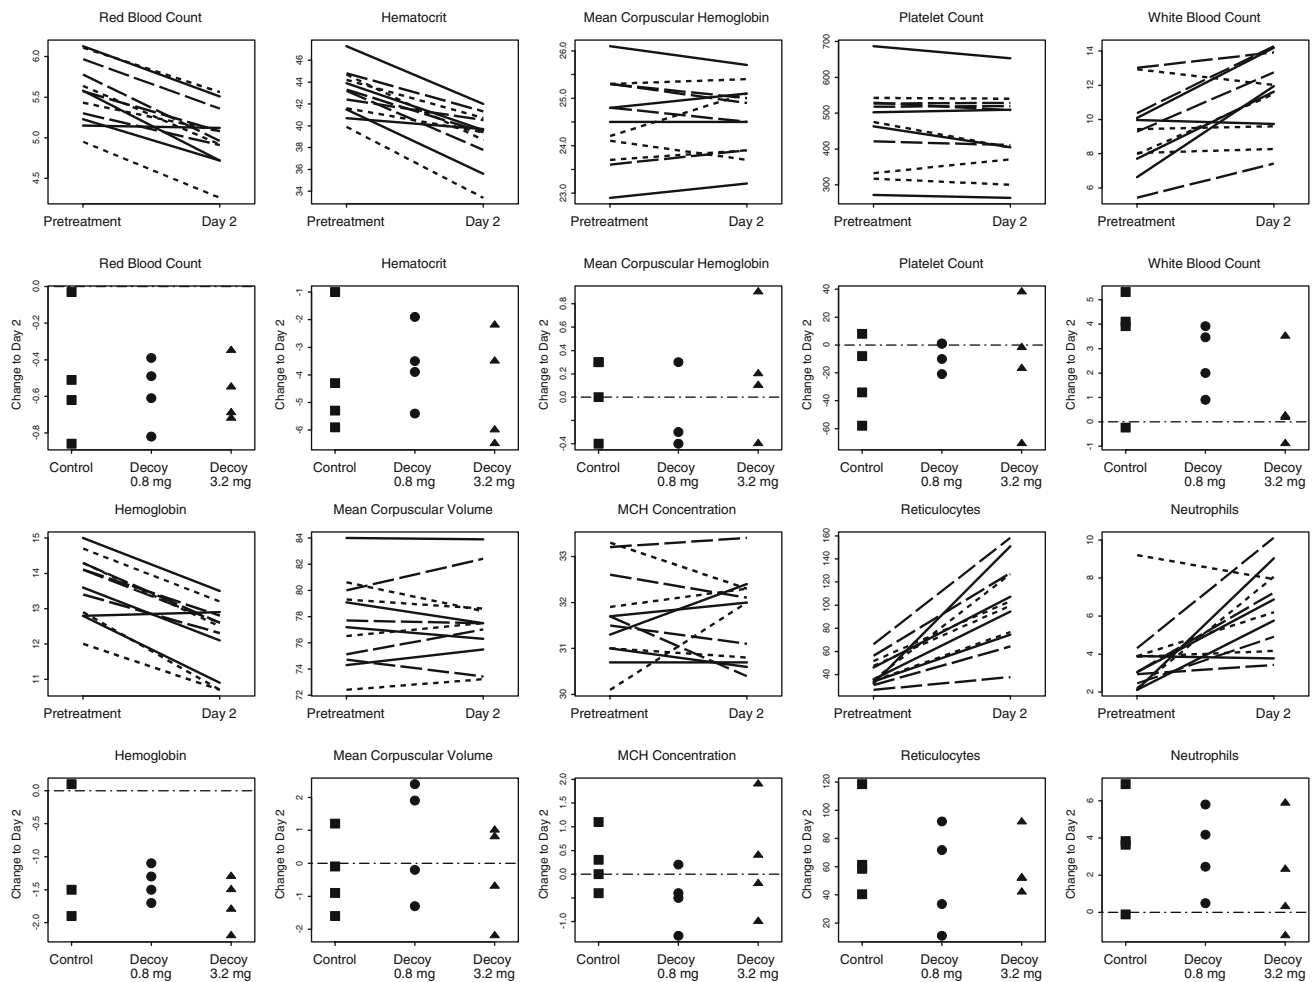 Red Blood Count
Hematocrit
Mean Corpuscular Hemoglobin
Platelet Count
White Blood Count
6.0
5.5
5.0
4.5
Pretreatment Day 2
46
44
42
40
38
36
34
Pretreatment Day 2
26.0
25.0
24.0
23.0
Pretreatment Day 2
700
600
500
400
300
Pretreatment Day 2
14
12
10
8
6
Pretreatment Day 2
Red Blood Count
Hematocrit
Mean Corpuscular Hemoglobin
Platelet Count
White Blood Count
Change to Day 2
0.0
-0.2
-0.4
-0.6
-0.8
Control Decoy Decoy
0.8 mg 3.2 mg
Change to Day 2
-1
-2
-3
-4
-5
-6
Control Decoy Decoy
0.8 mg 3.2 mg
Change to Day 2
0.8
0.6
0.4
0.2
0.0
-0.4
Control Decoy Decoy
0.8 mg 3.2 mg
Change to Day 2
40
20
0
-20
-40
-60
Control Decoy Decoy
0.8 mg 3.2 mg
Change to Day 2
5
4
3
2
1
0
-1
Control Decoy Decoy
0.8 mg 3.2 mg
Hemoglobin
Mean Corpuscular Volume
MCH Concentration
Reticulocytes
Neutrophils
15
14
13
12
11
Pretreatment Day 2
84
82
80
78
76
74
72
Pretreatment Day 2
33
32
31
30
Pretreatment Day 2
160
140
120
100
80
60
40
Pretreatment Day 2
10
8
6
4
2
Pretreatment Day 2
Hemoglobin
Mean Corpuscular Volume
MCH Concentration
Reticulocytes
Neutrophils
Change to Day 2
0.0
-0.5
-1.0
-1.5
-2.0
Control Decoy Decoy
0.8 mg 3.2 mg
Change to Day 2
2
1
0
-1
-2
Control Decoy Decoy
0.8 mg 3.2 mg
Change to Day 2
2.0
1.5
1.0
0.5
0.0
-1.0
Control Decoy Decoy
0.8 mg 3.2 mg
Change to Day 2
120
100
80
60
40
20
Control Decoy Decoy
0.8 mg 3.2 mg
Change to Day 2
6
4
2
0
Control Decoy Decoy
0.8 mg 3.2 mg